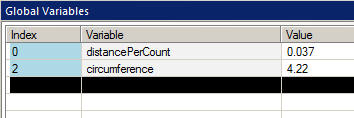 Global Variables
Index Variable Value
0 distancePerCount 0.037
2 circumference 4.22